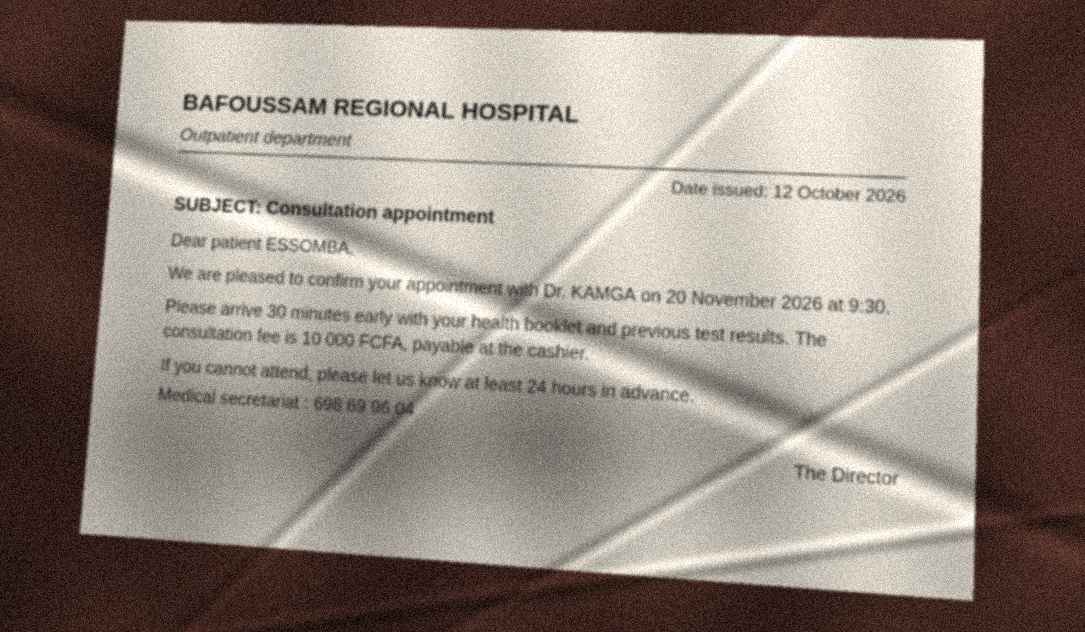 BAFOUSSAM REGIONAL HOSPITAL
Outpatient department
Date issued: 12 October 2026
SUBJECT: Consultation appointment
Dear patient ESSOMBA,
We are pleased to confirm your appointment with Dr. KAMGA on 20 November 2026 at 9:30.
Please arrive 30 minutes early with your health booklet and previous test results. The
consultation fee is 10 000 FCFA, payable at the cashier.
If you cannot attend, please let us know at least 24 hours in advance.
Medical secretariat : 698 69 06 04
The Director